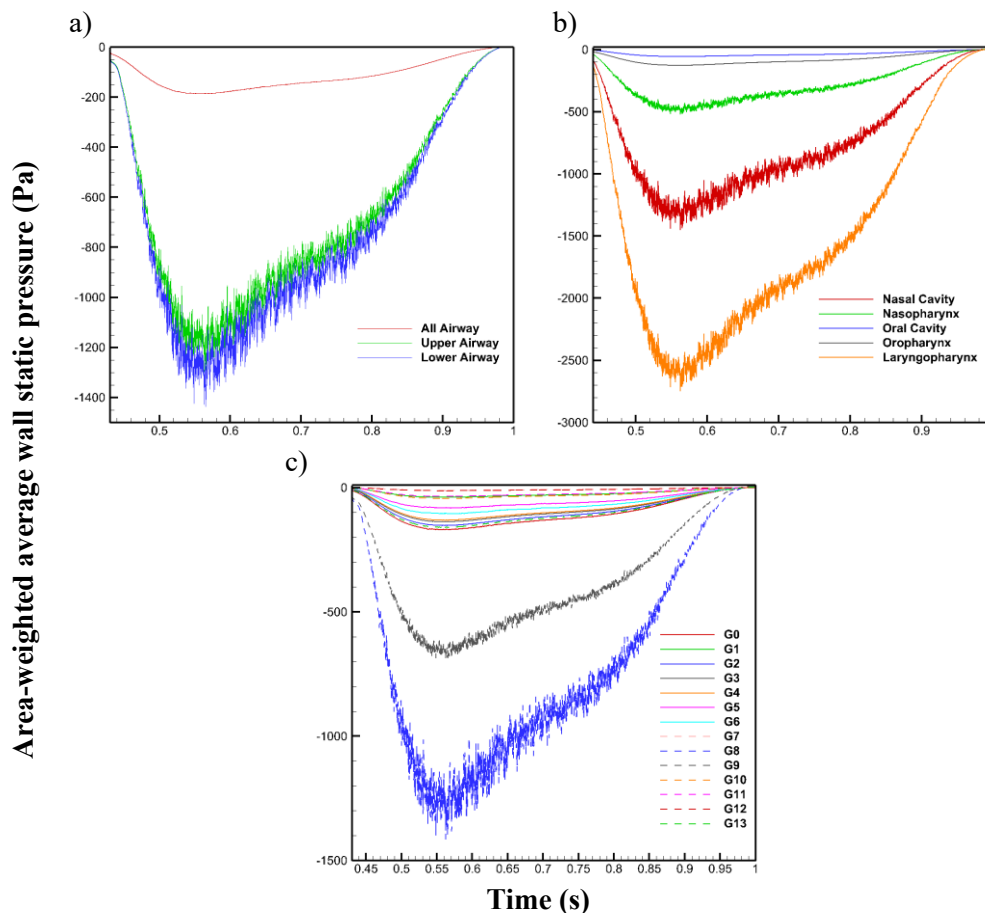 a)
0
-200
-400
-600
-800
-1000
-1200
-1400
0.5
0.6
0.7
0.8
0.9
1
All Airway
Upper Airway
Lower Airway
b)
0
-500
-1000
-1500
-2000
-2500
-3000
0.5
0.6
0.7
0.8
0.9
Nasal Cavity
Nasopharynx
Oral Cavity
Oropharynx
Laryngopharynx
Area-weighted average wall static pressure (Pa)
c)
0
-500
-1000
-1500
0.45
0.5
0.55
0.6
0.65
0.7
0.75
0.8
0.85
0.9
0.95
1
G0
G1
G2
G3
G4
G5
G6
G7
G8
G9
G10
G11
G12
G13
Time (s)